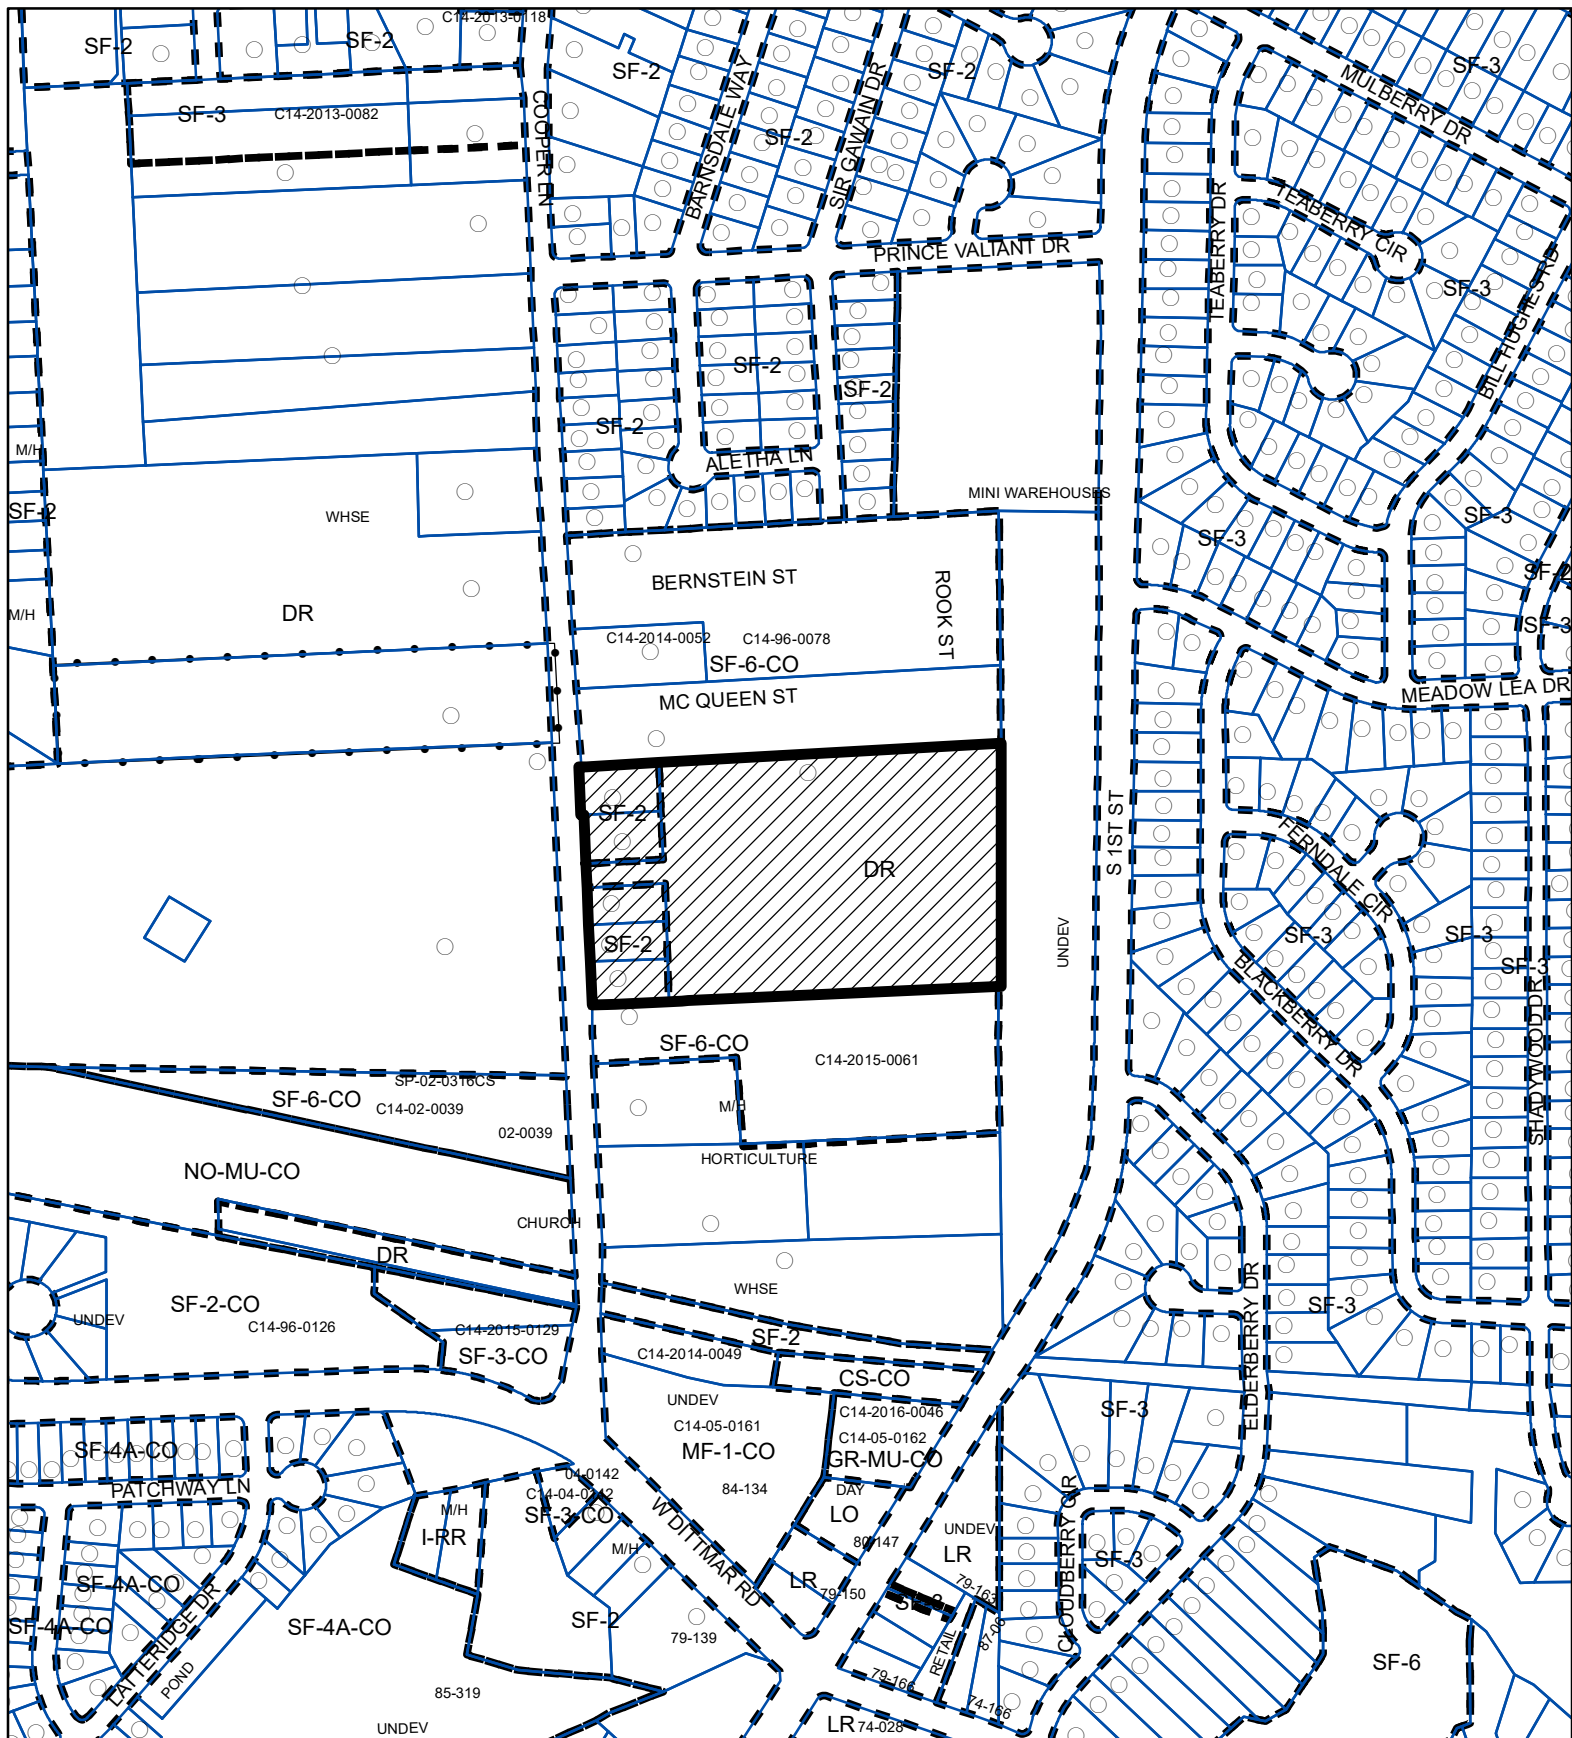 C14-2013-0118
SF-2
SF-2
SF-2
SF-2
SF-3
MULBERRY DR
SF-3
C14-2013-0082
COOPER LN
BARNSDALE WAY
SF-2
SIR GAWAIN DR
TEABERRY DR
TEABERRY CIR
PRINCE VALIANT DR
SF-3
BILL HUGHES RD
SF-2
SF-2
SF-2
M/H
ALETHA LN
MINI WAREHOUSES
SF-2
WHSE
SF-3
SF-3
SF-2
BERNSTEIN ST
ROOK ST
M/H
DR
SF-3
C14-2014-0052
C14-96-0078
SF-6-CO
MC QUEEN ST
MEADOW LEA DR
SF-2
S 1ST ST
FERNDALE CIR
DR
SF-2
UNDEV
SF-3
SF-3
SF-3
BLACKBERRY DR
SHADYWOOD DR
SF-6-CO
C14-2015-0061
SP-02-0316CS
SF-6-CO
C14-02-0039
M/H
02-0039
HORTICULTURE
NO-MU-CO
CHURCH
DR
WHSE
SF-2-CO
UNDEV
C14-96-0126
C14-2015-0129
SF-3-CO
SF-2
C14-2014-0049
ELDERBERRY DR
SF-3
CS-CO
UNDEV
C14-2016-0046
SF-3
C14-05-0161
C14-05-0162
MF-1-CO
GR-MU-CO
SF-4A-CO
PATCHWAY LN
04-0142
84-134
DAY
C14-04-0142
SF-3-CO
M/H
I-RR
LO
W DITTMAR RD
CLOUDBERRY CIR
UNDEV
80-147
LR
M/H
SF-3
SF-4A-CO
LR
79-150
79-163
SF-4A-CO
LATTERIDGE DR
SF-4A-CO
SF-2
79-139
87-06
RETAIL
POND
79-166
SF-6
85-319
74-166
UNDEV
LR
74-028